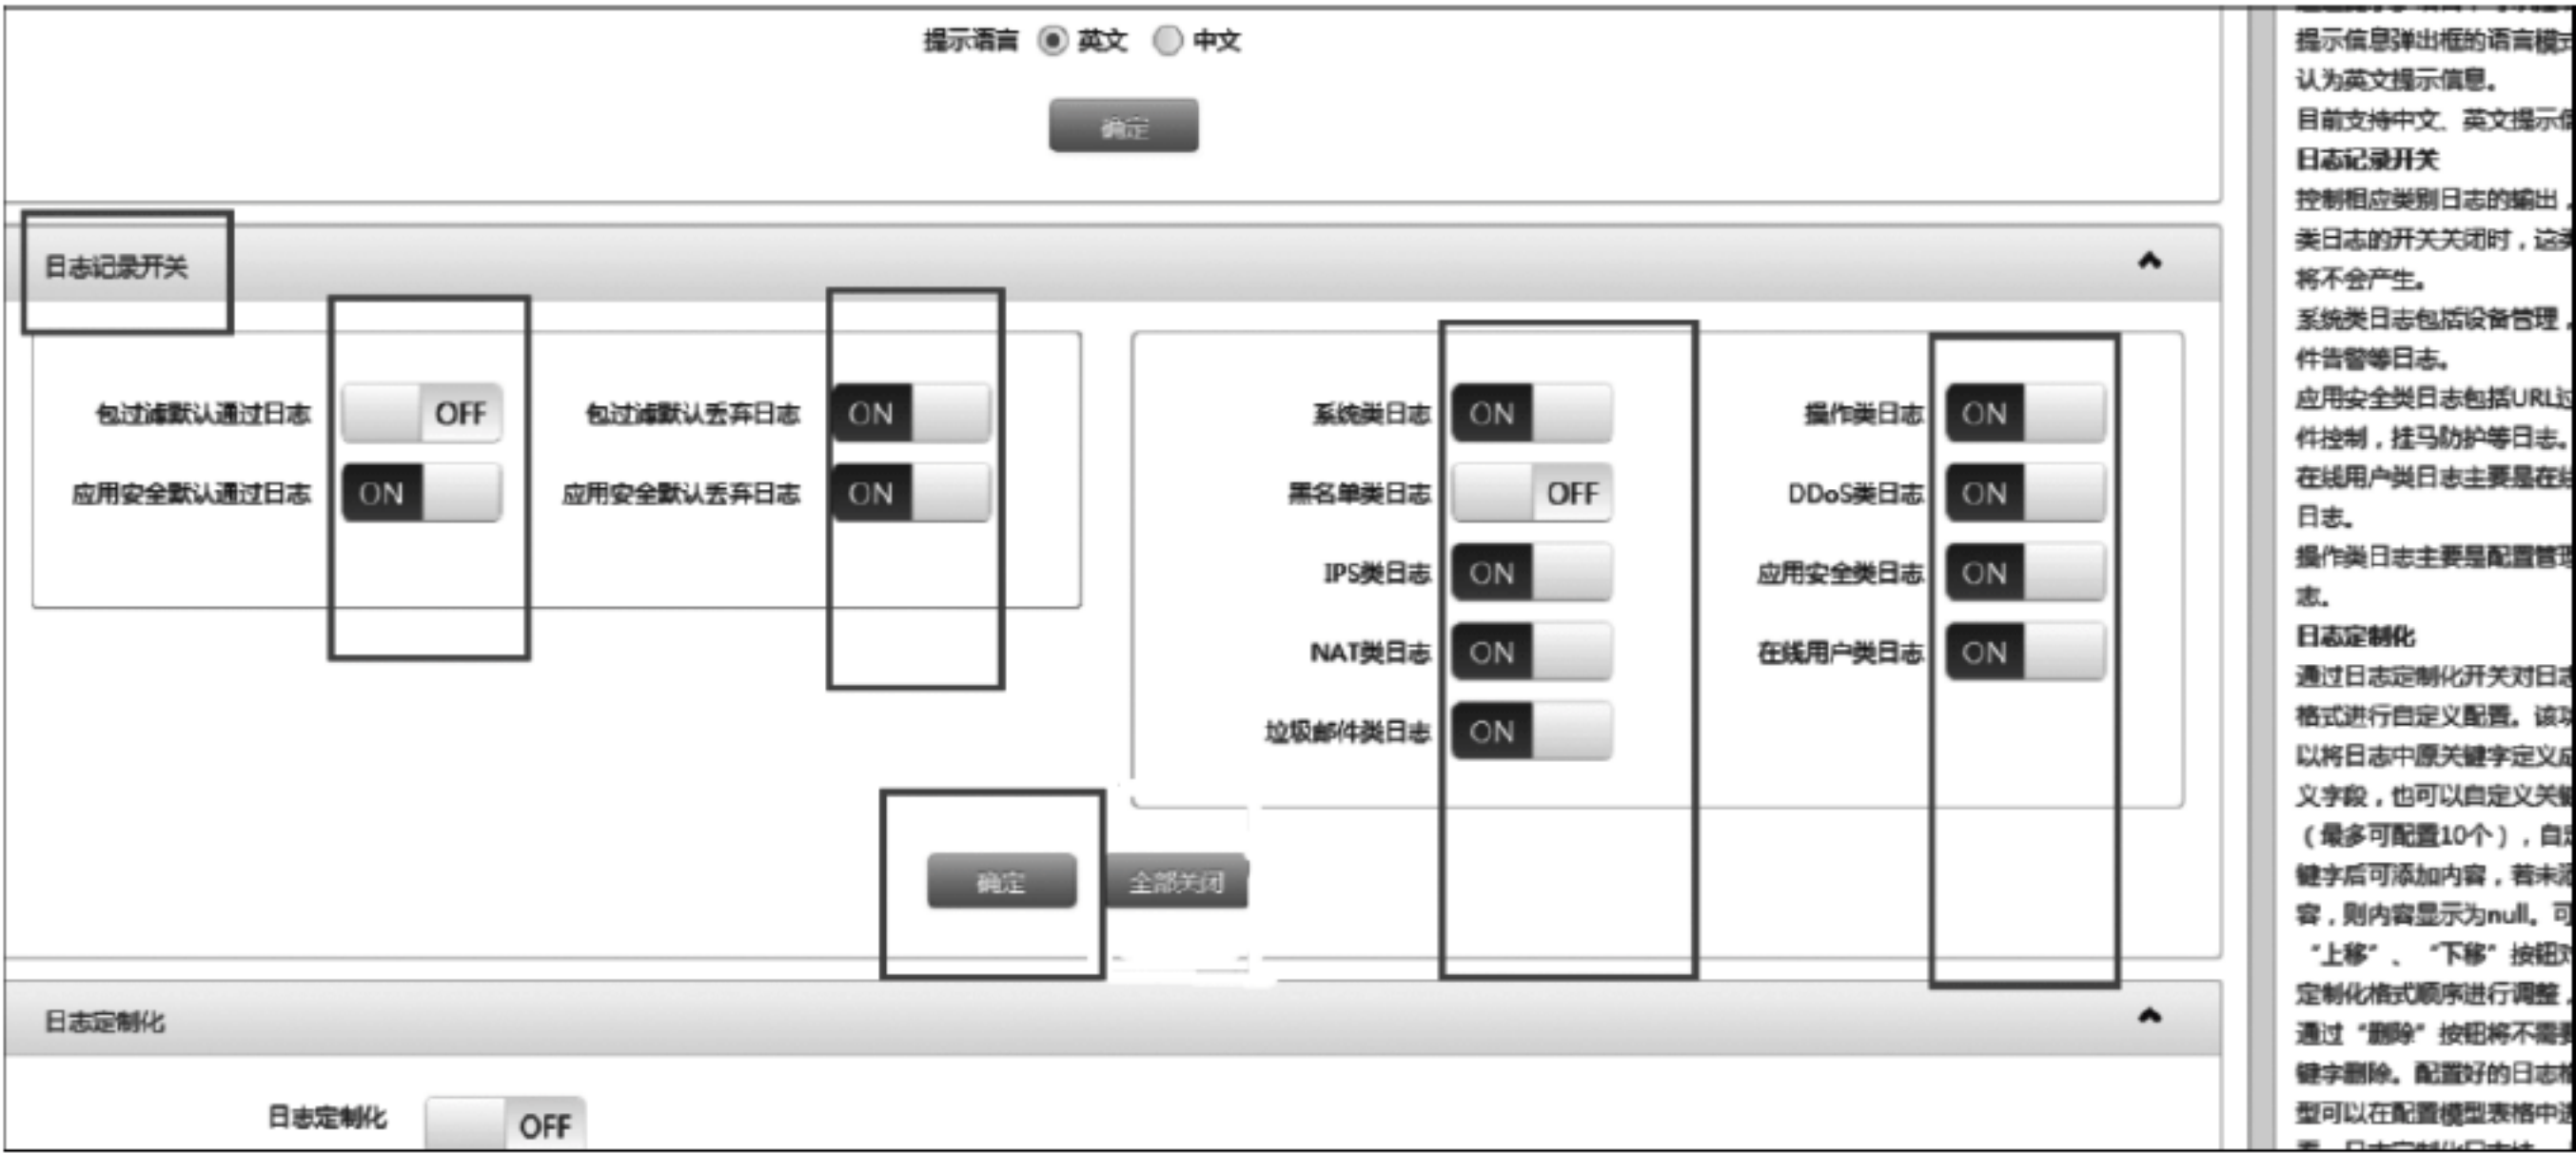 提示语言 英文 中文
确定
日志记录开关
包过滤默认通过日志 OFF 包过滤默认丢弃日志 ON
应用安全默认通过日志 ON 应用安全默认丢弃日志 ON
系统类日志 ON 操作类日志 ON
黑名单类日志 OFF DDoS类日志 ON
IPS类日志 ON 应用安全类日志 ON
NAT类日志 ON 在线用户类日志 ON
垃圾邮件类日志 ON
确定 全部关闭
日志定制化
日志定制化 OFF
提示信息弹出框的语言模
认为英文提示信息。
目前支持中文、英文提示
日志记录开关
控制相应类别日志的输出，
类日志的开关关闭时，这
将不会产生。
系统类日志包括设备管理，
件告警等日志。
应用安全类日志包括URL过
件控制，挂马防护等日志。
在线用户类日志主要是在
日志。
操作类日志主要是配置管
志。
日志定制化
通过日志定制化开关对日
格式进行自定义配置。该
以将日志中原关键字定义
义字段，也可以自定义关
（最多可配置10个），自
键字后可添加内容，若未
容，则内容显示为null。可
“上移”、“下移”按钮
定制化格式顺序进行调整，
通过“删除”按钮将不需
键字删除。配置好的日志
型可以在配置模型表格中